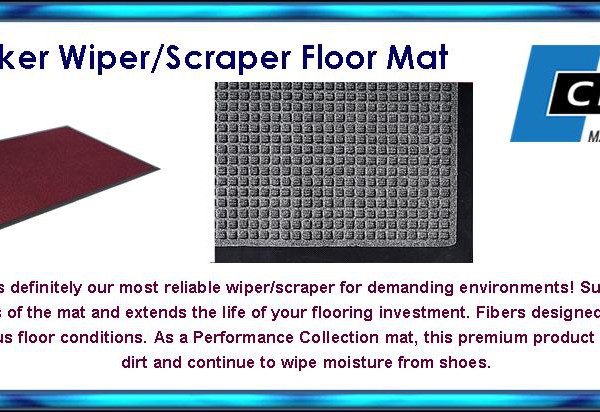 ker Wiper/Scraper Floor Mat
s definitely our most reliable wiper/scraper for demanding environments! Su
s of the mat and extends the life of your flooring investment. Fibers designed
us floor conditions. As a Performance Collection mat, this premium product
dirt and continue to wipe moisture from shoes.